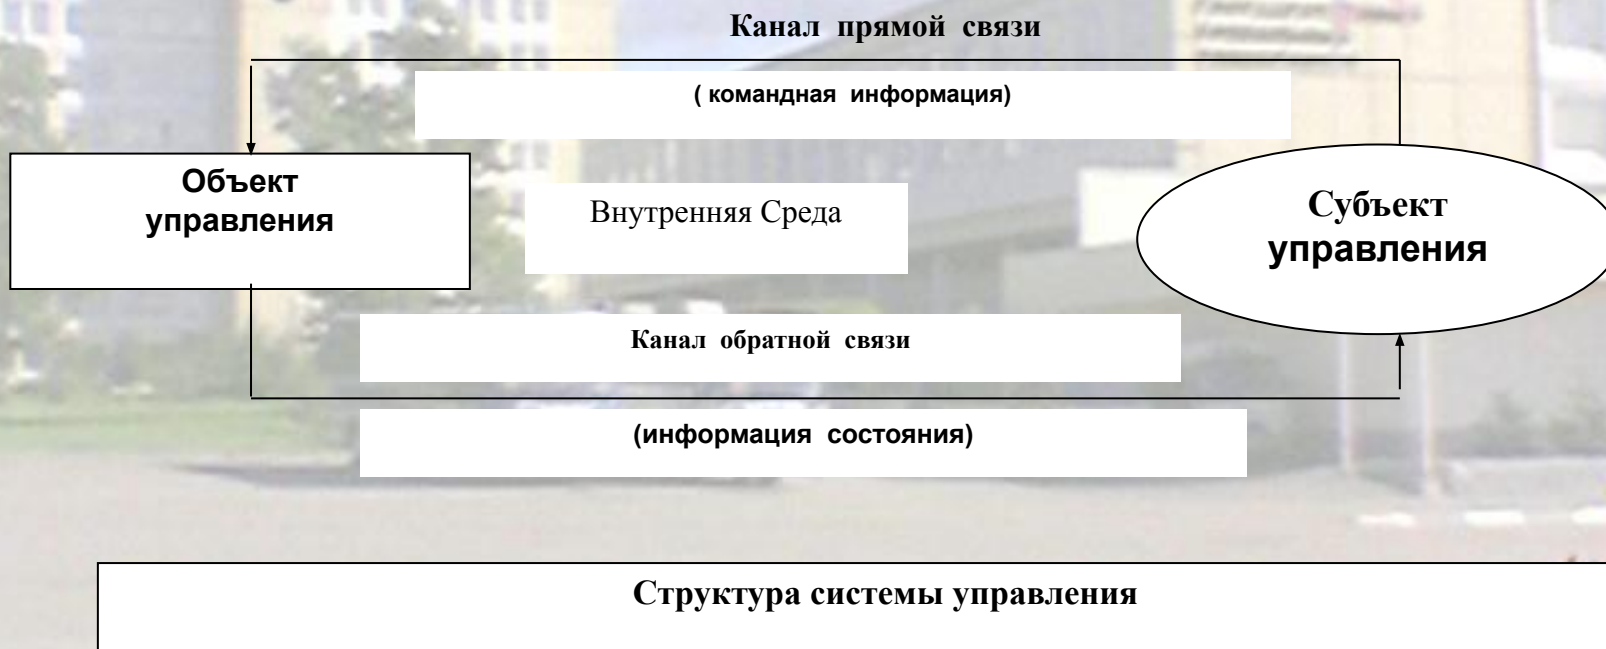 Канал прямой связи
( командная информация)
Объект
управления
Внутренняя Среда
Субъект
управления
Канал обратной связи
(информация состояния)
Структура системы управления